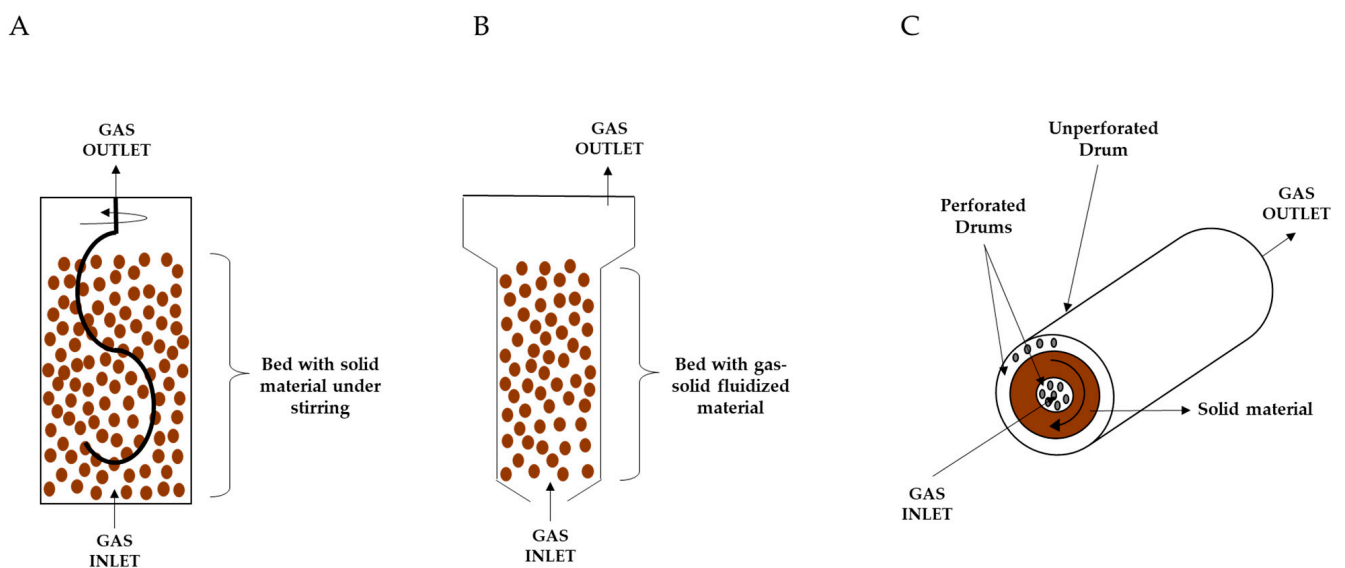 A
GAS
OUTLET
Bed with solid
material under
stirring
GAS
INLET
B
GAS
OUTLET
Bed with gas-
solid fluidized
material
GAS
INLET
C
Unperforated
Drum
Perforated
Drums
GAS
OUTLET
Solid material
GAS
INLET